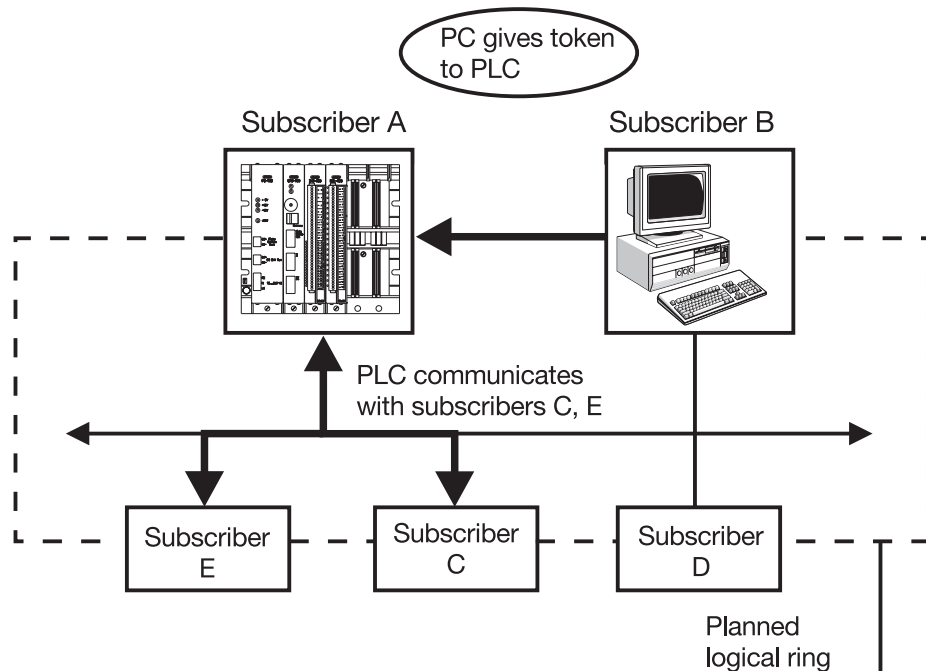 PC gives token
to PLC
Subscriber A
Subscriber B
PLC communicates
with subscribers C, E
Subscriber
E
Subscriber
C
Subscriber
D
Planned
logical ring